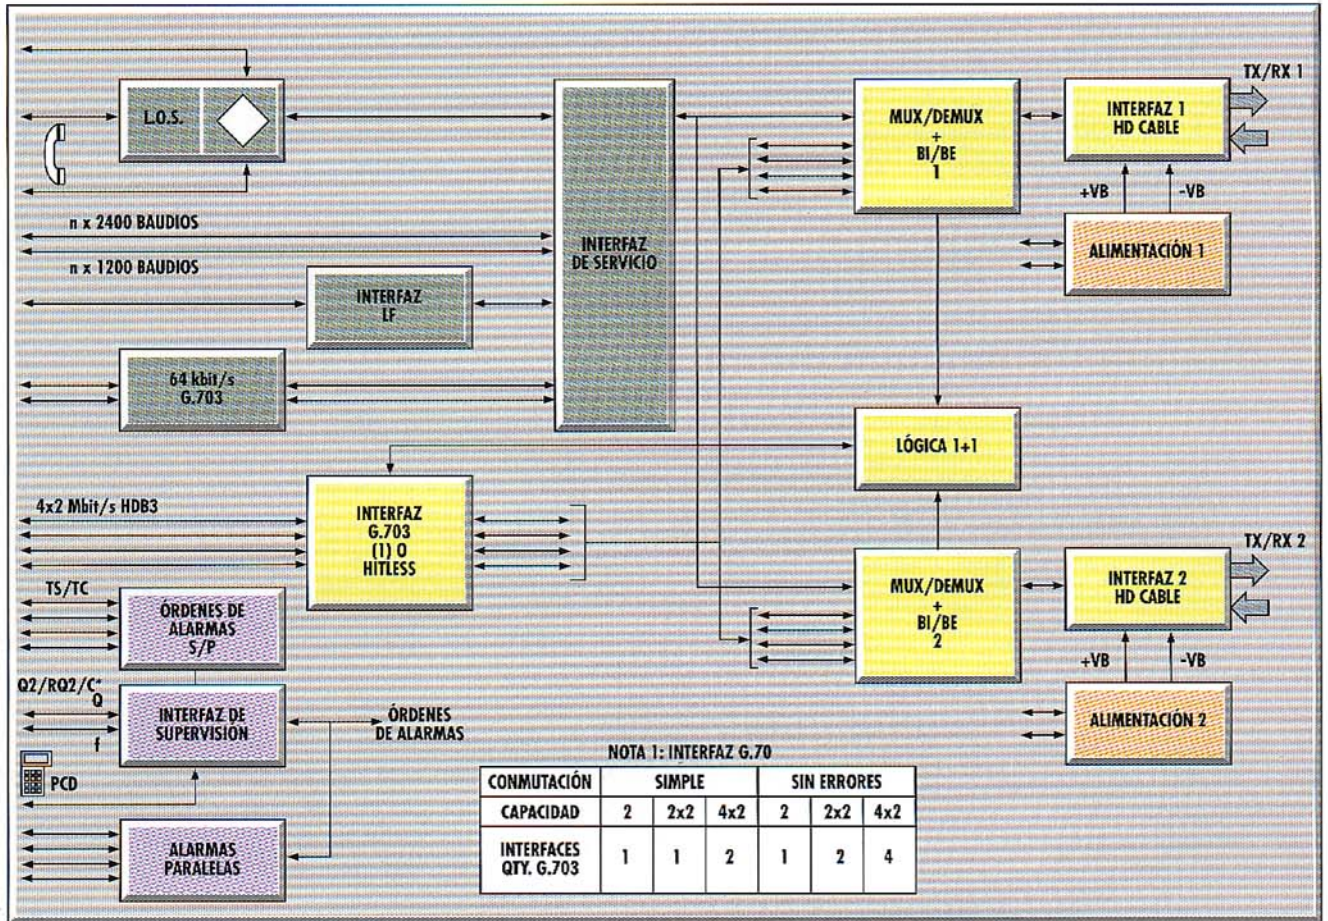 TX/RX 1
L.O.S.
MUX/DEMUX
+
BI/BE
1
INTERFAZ 1
HD CABLE
+VB
-VB
n x 2400 BAUDIOS
n x 1200 BAUDIOS
INTERFAZ
DE SERVICIO
ALIMENTACIÓN 1
INTERFAZ
LF
64 kbit/s
G.703
LÓGICA 1+1
4x2 Mbit/s HDB3
INTERFAZ
G.703
(1) O
HITLESS
TX/RX 2
MUX/DEMUX
+
BI/BE
2
INTERFAZ 2
HD CABLE
TS/TC
ÓRDENES DE
ALARMAS
S/P
+VB
-VB
Q2/RQ2/C*
Q
f
INTERFAZ DE
SUPERVISIÓN
ÓRDENES
DE ALARMAS
ALIMENTACIÓN 2
PCD
ALARMAS
PARALELAS
NOTA 1: INTERFAZ G.70
CONMUTACIÓN SIMPLE SIN ERRORES
CAPACIDAD 2 2x2 4x2 2 2x2 4x2
INTERFACES
QTY. G.703 1 1 2 1 2 4